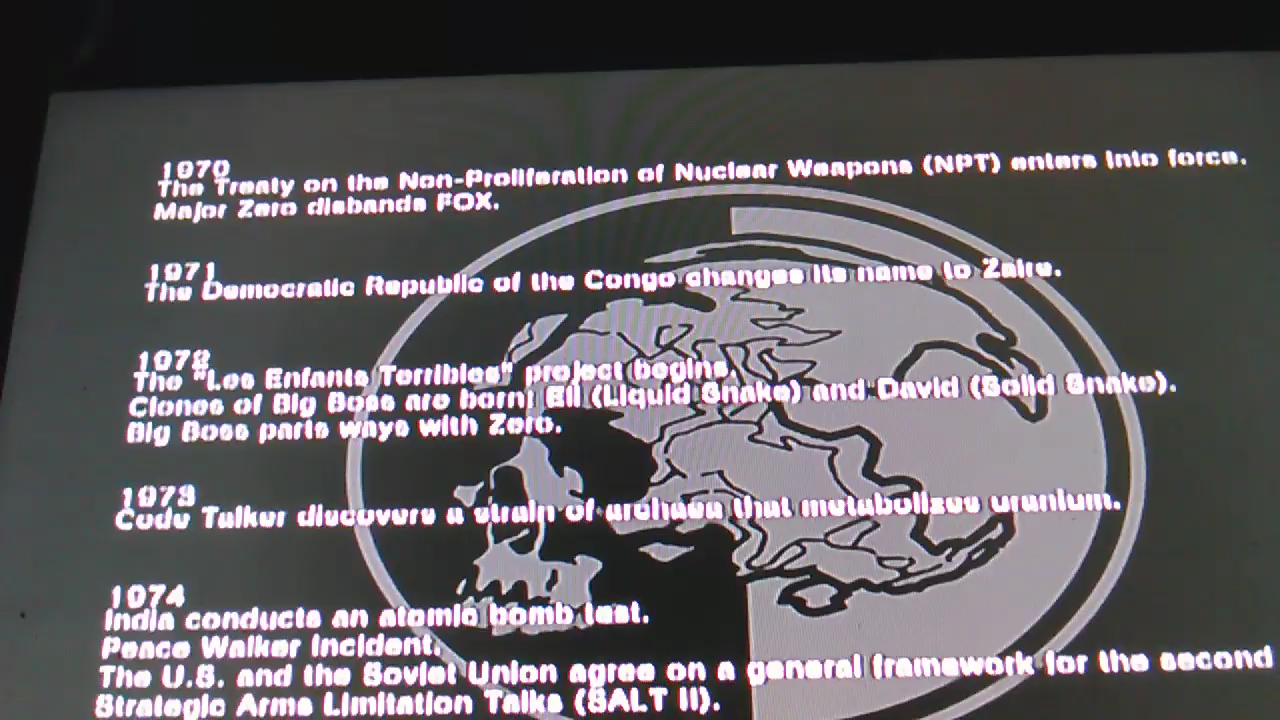 1970
The Treaty on the Non-Proliferation of Nuclear Weapons (NPT) enters into force.
Major Zero disbands FOX.
1971
The Democratic Republic of the Congo changes its name to Zaire.
1972
The "Les Enfants Terribles" project begins.
Clones of Big Boss are born: Eli (Liquid Snake) and David (Solid Snake).
Big Boss parts ways with Zero.
1973
Code Talker discovers a strain of archaea that metabolizes uranium.
1974
India conducts an atomic bomb test.
Peace Walker Incident.
The U.S. and the Soviet Union agree on a general framework for the second
Strategic Arms Limitation Talks (SALT II).